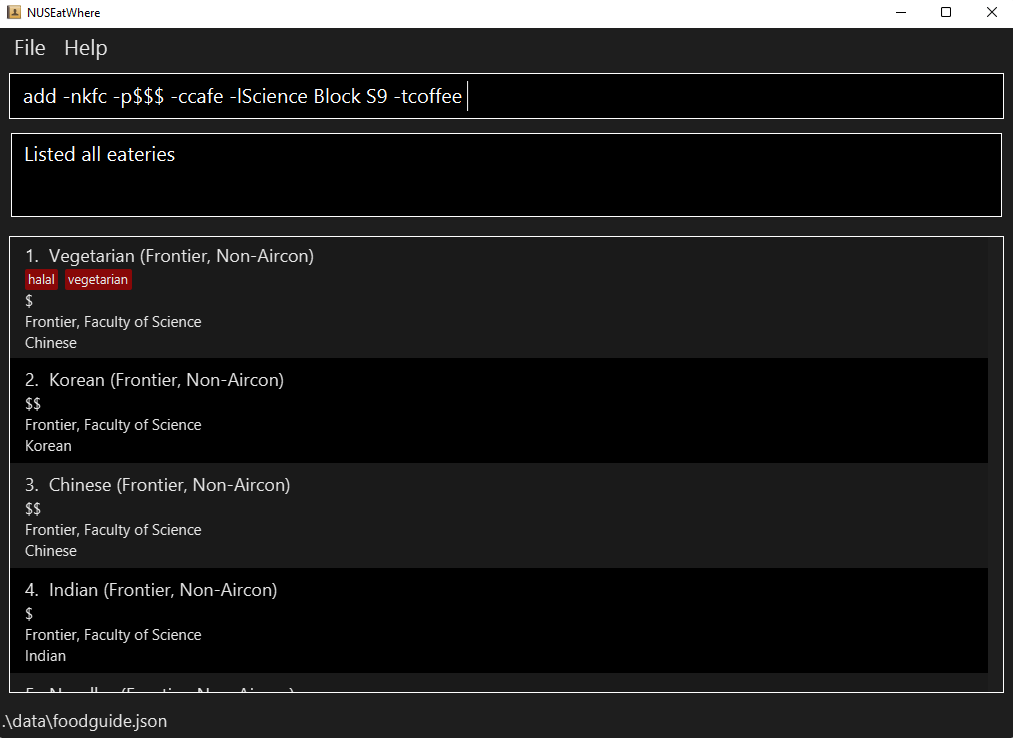 NUSEatWhere
File Help
add -nkfc -p$$$ -ccafe -lScience Block S9 -tcoffee
Listed all eateries
1. Vegetarian (Frontier, Non-Aircon)
halal vegetarian
$
Frontier, Faculty of Science
Chinese
2. Korean (Frontier, Non-Aircon)
$$
Frontier, Faculty of Science
Korean
3. Chinese (Frontier, Non-Aircon)
$$
Frontier, Faculty of Science
Chinese
4. Indian (Frontier, Non-Aircon)
$
Frontier, Faculty of Science
Indian
.\data\foodguide.json